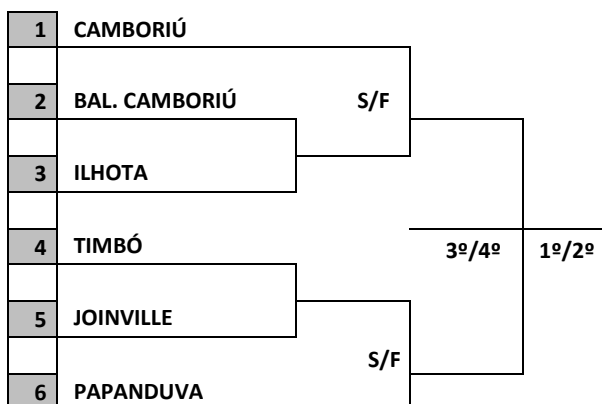 1 CAMBORIÚ
2 BAL. CAMBORIÚ S/F
3 ILHOTA
4 TIMBÓ 3º/4º 1º/2º
5 JOINVILLE
S/F
6 PAPANDUVA